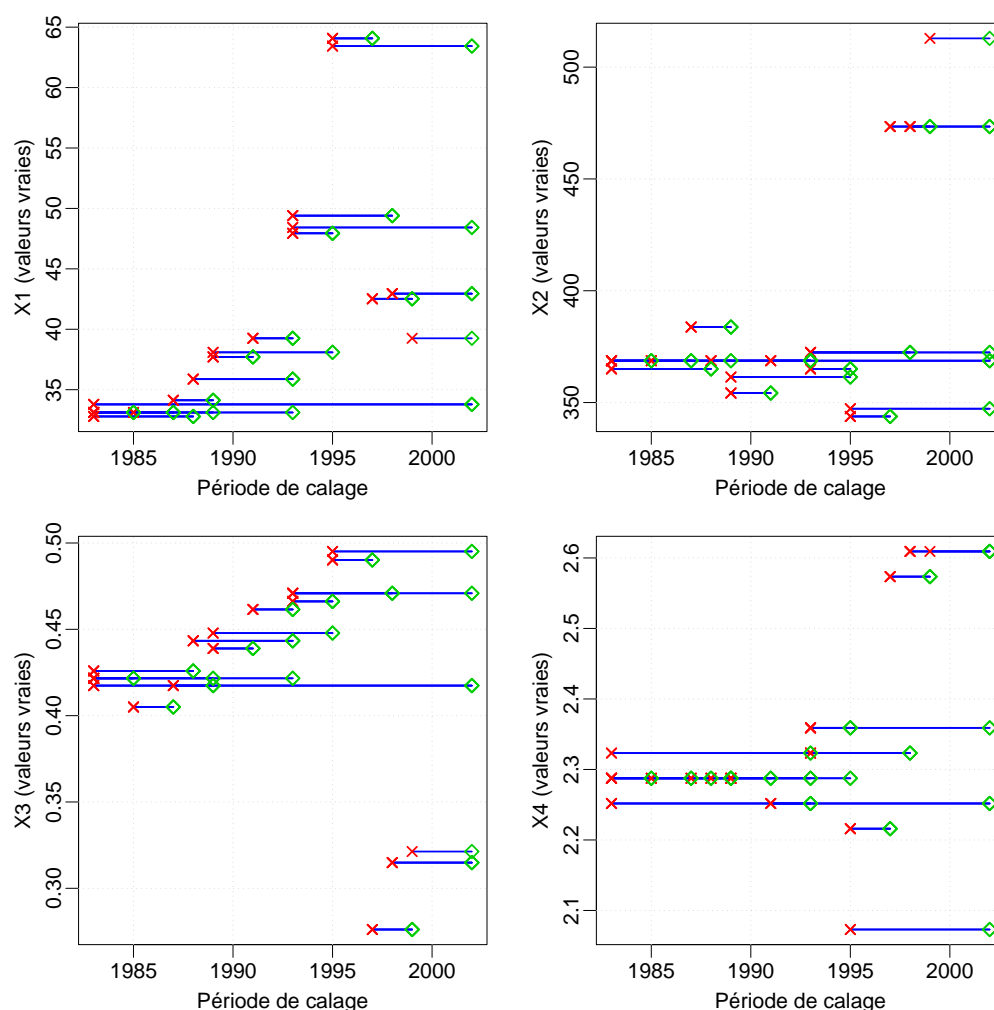 X1 (valeurs vraies)
65
60
55
50
45
40
35
1985 1990 1995 2000
Période de calage
X2 (valeurs vraies)
500
450
400
350
1985 1990 1995 2000
Période de calage
X3 (valeurs vraies)
0.50
0.45
0.40
0.35
0.30
1985 1990 1995 2000
Période de calage
X4 (valeurs vraies)
2.6
2.5
2.4
2.3
2.2
2.1
1985 1990 1995 2000
Période de calage